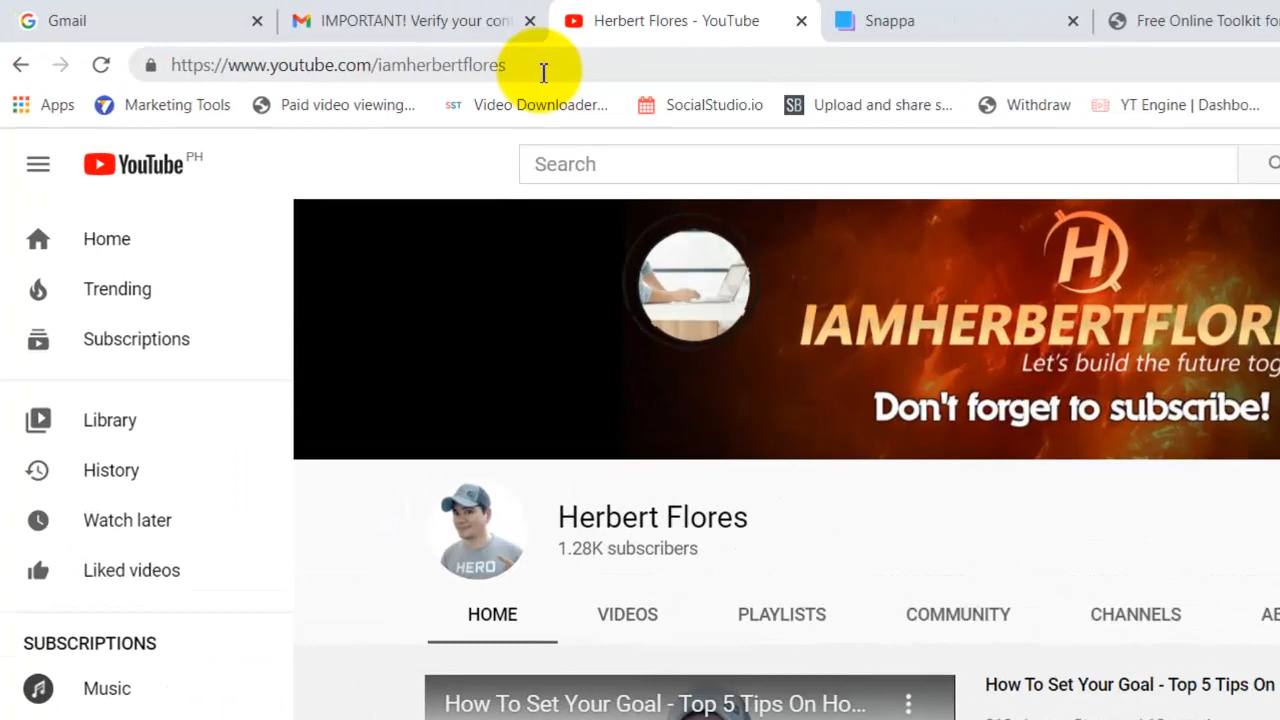 Gmail
IMPORTANT! Verify your con
Herbert Flores - YouTube
Snappa
Free Online Toolkit fo
https://www.youtube.com/iamherbertflores
Apps
Marketing Tools
Paid video viewing...
SST
Video Downloader...
SocialStudio.io
SB
Upload and share s...
Withdraw
YT Engine | Dashbo...
YouTube PH
Search
Home
Trending
Subscriptions
Library
History
Watch later
Liked videos
SUBSCRIPTIONS
Music
H
IAMHERBERTFLOR
Let's build the future tog
Don't forget to subscribe!
HERO
Herbert Flores
1.28K subscribers
HOME
VIDEOS
PLAYLISTS
COMMUNITY
CHANNELS
AB
How To Set Your Goal - Top 5 Tips On Ho...
How To Set Your Goal - Top 5 Tips On